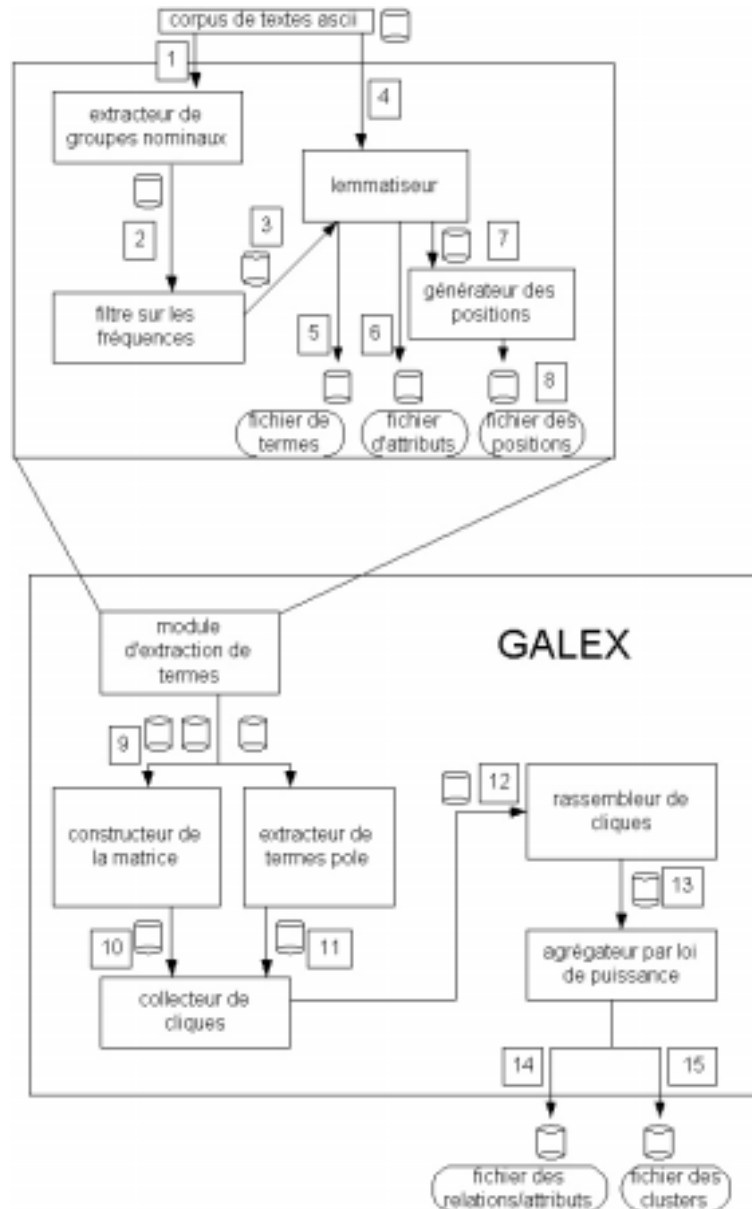 corpus de textes ascii
1
4
extracteur de
groupes nominaux
lemmatiseur
2
3
7
filtre sur les
fréquences
générateur des
positions
5
6
8
fichier de
termes
fichier
d'attributs
fichier des
positions
module
d'extraction de
termes
GALEX
9
12
constructeur de
la matrice
extracteur de
termes pole
rassembleur de
cliques
13
10
11
collecteur de
cliques
agrégateur par loi
de puissance
14
15
fichier des
relations/attributs
fichier des
clusters